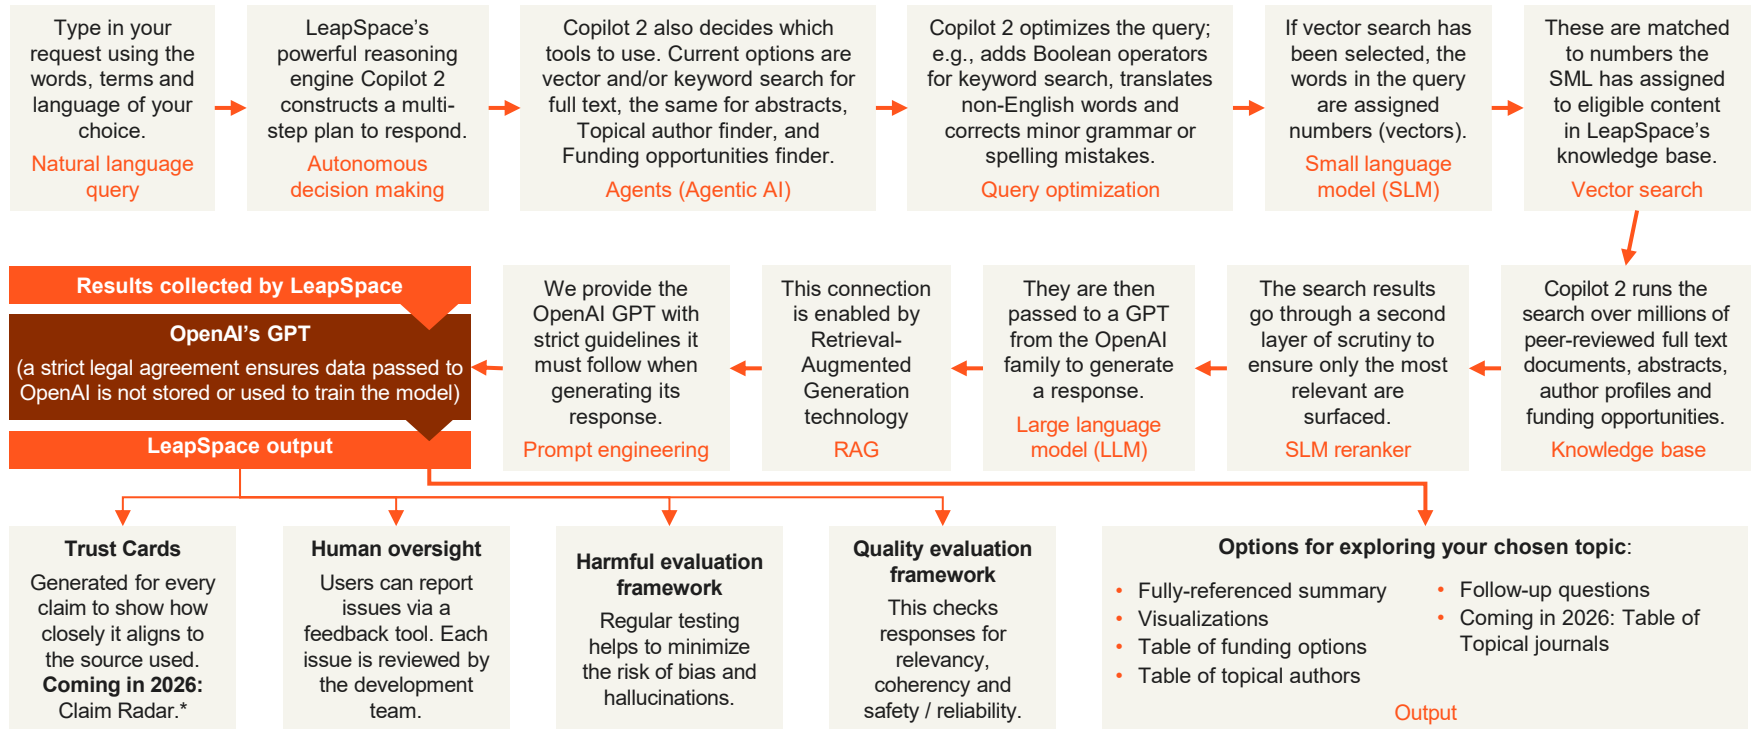 Type in your
request using the
words, terms and
language of your
choice.
Natural language
query
LeapSpace's
powerful reasoning
engine Copilot 2
constructs a multi-
step plan to respond.
Autonomous
decision making
Copilot 2 also decides which
tools to use. Current options are
vector and/or keyword search for
full text, the same for abstracts,
Topical author finder, and
Funding opportunities finder.
Agents (Agentic AI)
Copilot 2 optimizes the query;
e.g., adds Boolean operators
for keyword search, translates
non-English words and
corrects minor grammar or
spelling mistakes.
Query optimization
If vector search has
been selected, the
words in the query
are assigned
numbers (vectors).
Small language
model (SLM)
These are matched
to numbers the
SML has assigned
to eligible content
in LeapSpace's
knowledge base.
Vector search
Copilot 2 runs the
search over millions of
peer-reviewed full text
documents, abstracts,
author profiles and
funding opportunities.
Knowledge base
The search results
go through a second
layer of scrutiny to
ensure only the most
relevant are
surfaced.
SLM reranker
They are then
passed to a GPT
from the OpenAI
family to generate
a response.
Large language
model (LLM)
This connection
is enabled by
Retrieval-
Augmented
Generation
technology
RAG
We provide the
OpenAI GPT with
strict guidelines it
must follow when
generating its
response.
Prompt engineering
Results collected by LeapSpace
OpenAI's GPT
(a strict legal agreement ensures data passed to
OpenAI is not stored or used to train the model)
LeapSpace output
Trust Cards
Generated for every
claim to show how
closely it aligns to
the source used.
Coming in 2026:
Claim Radar.*
Human oversight
Users can report
issues via a
feedback tool. Each
issue is reviewed by
the development
team.
Harmful evaluation
framework
Regular testing
helps to minimize
the risk of bias and
hallucinations.
Quality evaluation
framework
This checks
responses for
relevancy,
coherency and
safety / reliability.
Options for exploring your chosen topic:
• Fully-referenced summary
• Visualizations
• Table of funding options
• Table of topical authors
• Follow-up questions
• Coming in 2026: Table of
Topical journals
Output